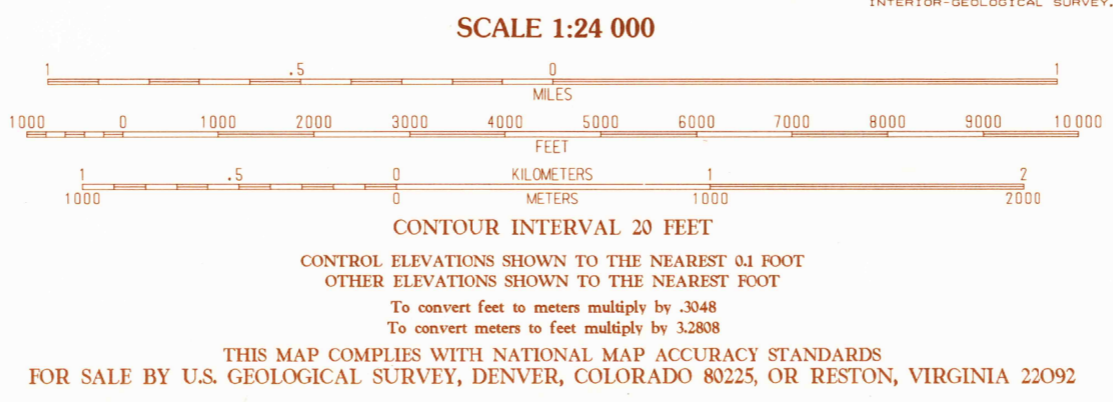 INTERIOR-GEOLOGICAL SURVEY,
SCALE 1:24 000
1 .5 0 1
MILES
1000 0 1000 2000 3000 4000 5000 6000 7000 8000 9000 10 000
FEET
1 .5 0 KILOMETERS 1 2
1000 0 METERS 1000 2000
CONTOUR INTERVAL 20 FEET
CONTROL ELEVATIONS SHOWN TO THE NEAREST 0.1 FOOT
OTHER ELEVATIONS SHOWN TO THE NEAREST FOOT
To convert feet to meters multiply by .3048
To convert meters to feet multiply by 3.2808
THIS MAP COMPLIES WITH NATIONAL MAP ACCURACY STANDARDS
FOR SALE BY U.S. GEOLOGICAL SURVEY, DENVER, COLORADO 80225, OR RESTON, VIRGINIA 22092